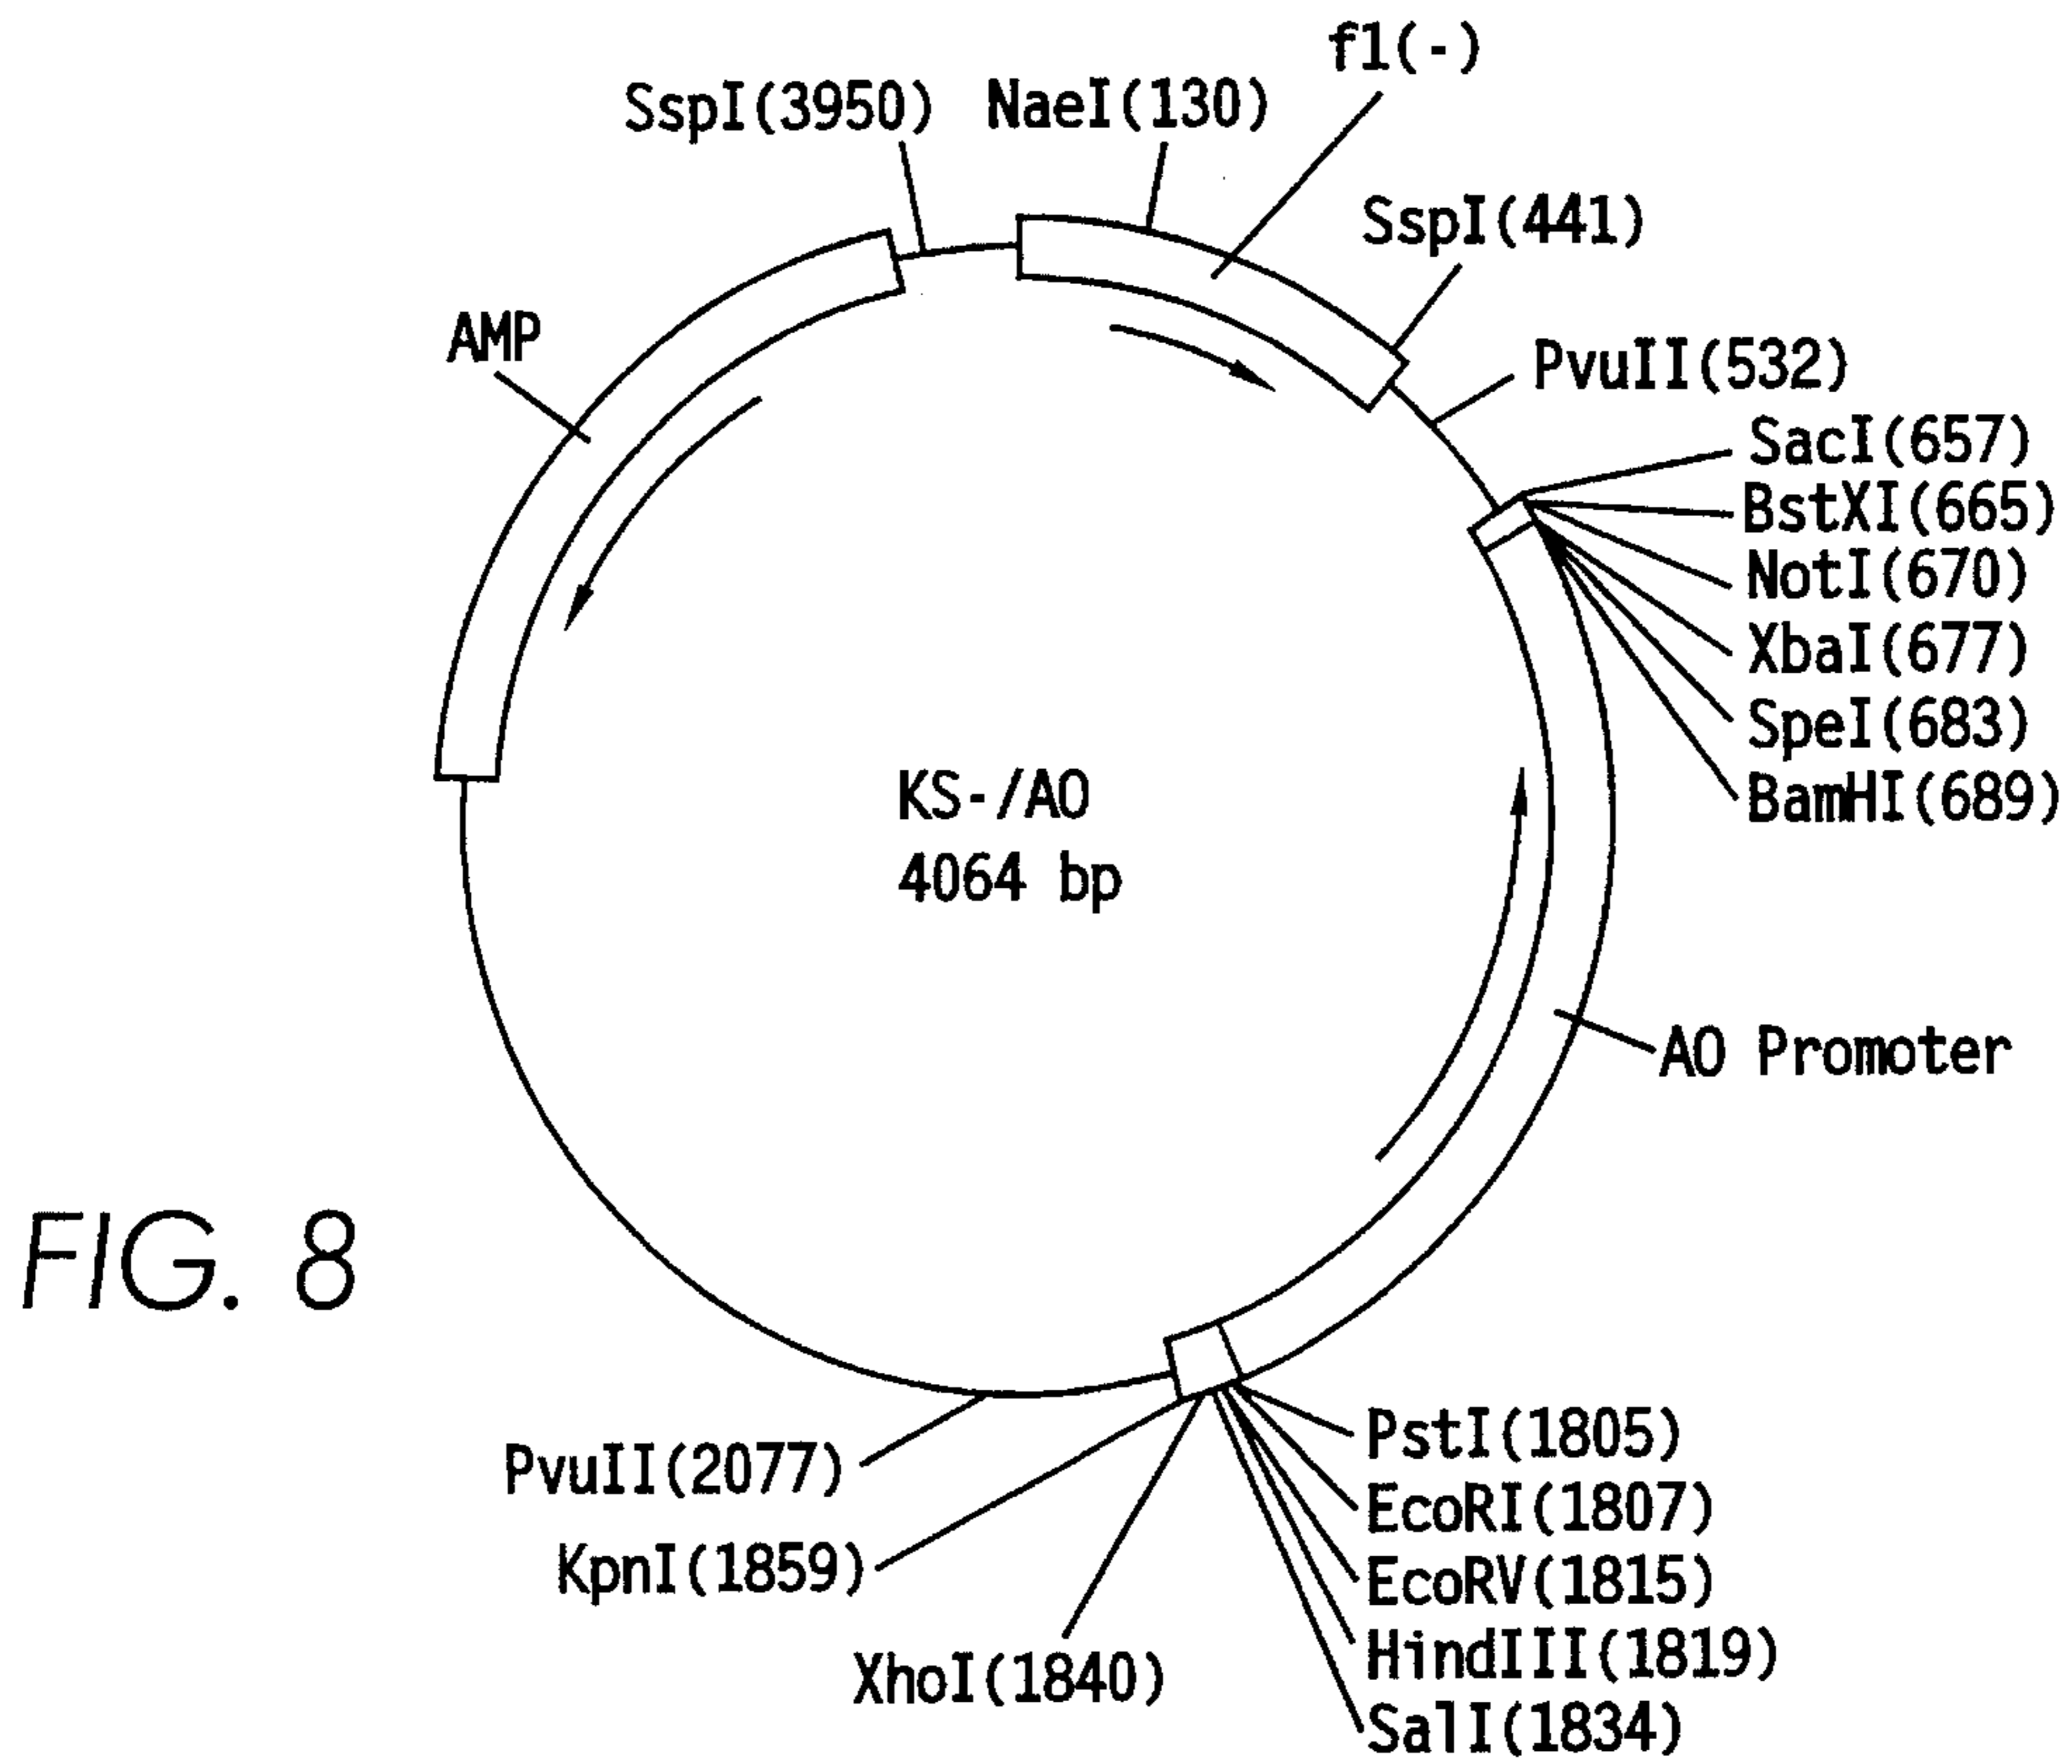 f1(-)
SspI(3950)
NaeI(130)
SspI(441)
AMP
PvuII(532)
SacI(657)
BstXI(665)
NotI(670)
XbaI(677)
SpeI(683)
BamHI(689)
KS-/AO
4064 bp
AO Promoter
FIG. 8
PstI(1805)
PvuII(2077)
EcoRI(1807)
KpnI(1859)
EcoRV(1815)
HindIII(1819)
XhoI(1840)
SalI(1834)